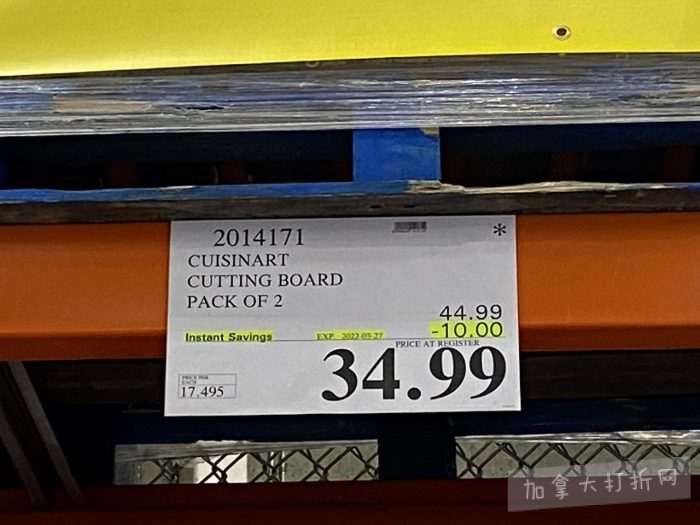 2014171 *
CUISINART
CUTTING BOARD
PACK OF 2
44.99
Instant Savings EXP. 2022-03-27 -10.00
PRICE AT REGISTER
34.99
PRICE PER
EACH
17.495
加拿大打折网